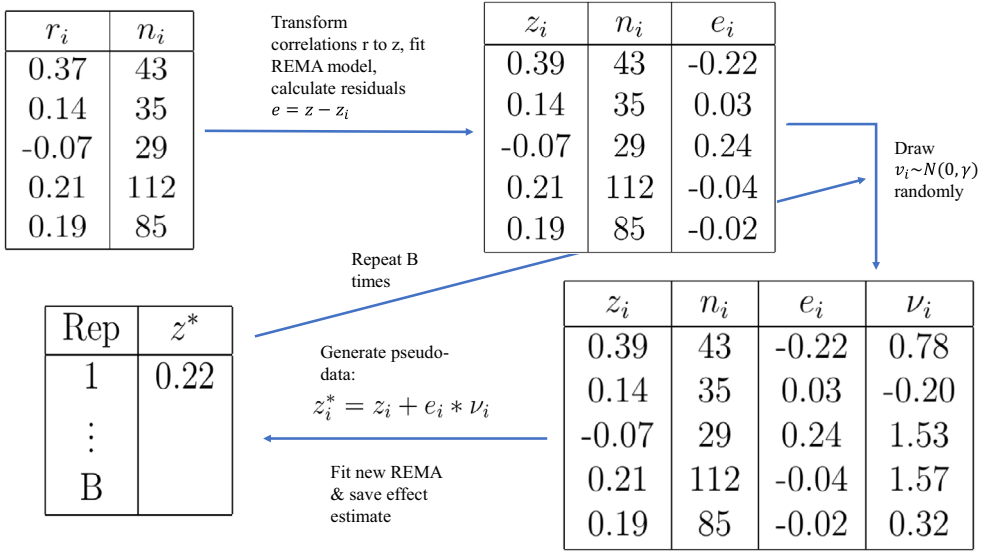 r_i n_i
0.37 43
0.14 35
-0.07 29
0.21 112
0.19 85
Transform
correlations r to z, fit
REMA model,
calculate residuals
e = z − z_i
z_i n_i e_i
0.39 43 -0.22
0.14 35 0.03
-0.07 29 0.24
0.21 112 -0.04
0.19 85 -0.02
Draw
v_i~N(0, γ)
randomly
z_i n_i e_i ν_i
0.39 43 -0.22 0.78
0.14 35 0.03 -0.20
-0.07 29 0.24 1.53
0.21 112 -0.04 1.57
0.19 85 -0.02 0.32
Generate pseudo-
data:
z_i^* = z_i + e_i * ν_i
Fit new REMA
& save effect
estimate
Rep z^*
1 0.22
⋮
B
Repeat B
times